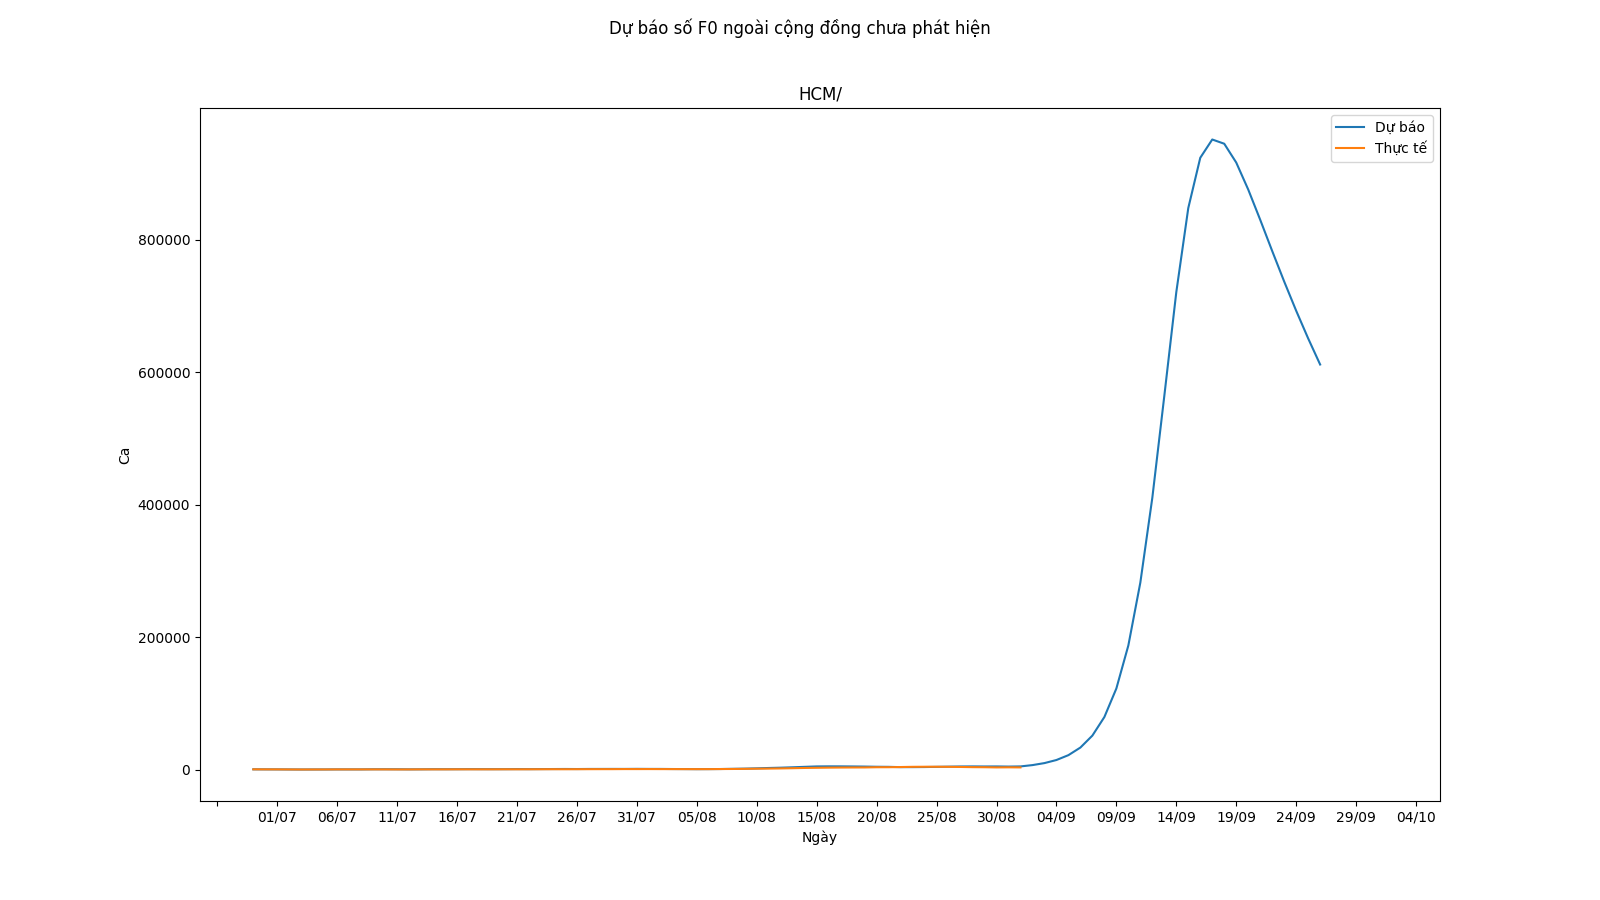 Dự báo số F0 ngoài cộng đồng chưa phát hiện
HCM/
Dự báo
Thực tế
800000
600000
400000
200000
0
Ca
01/07 06/07 11/07 16/07 21/07 26/07 31/07 05/08 10/08 15/08 20/08 25/08 30/08 04/09 09/09 14/09 19/09 24/09 29/09 04/10
Ngày